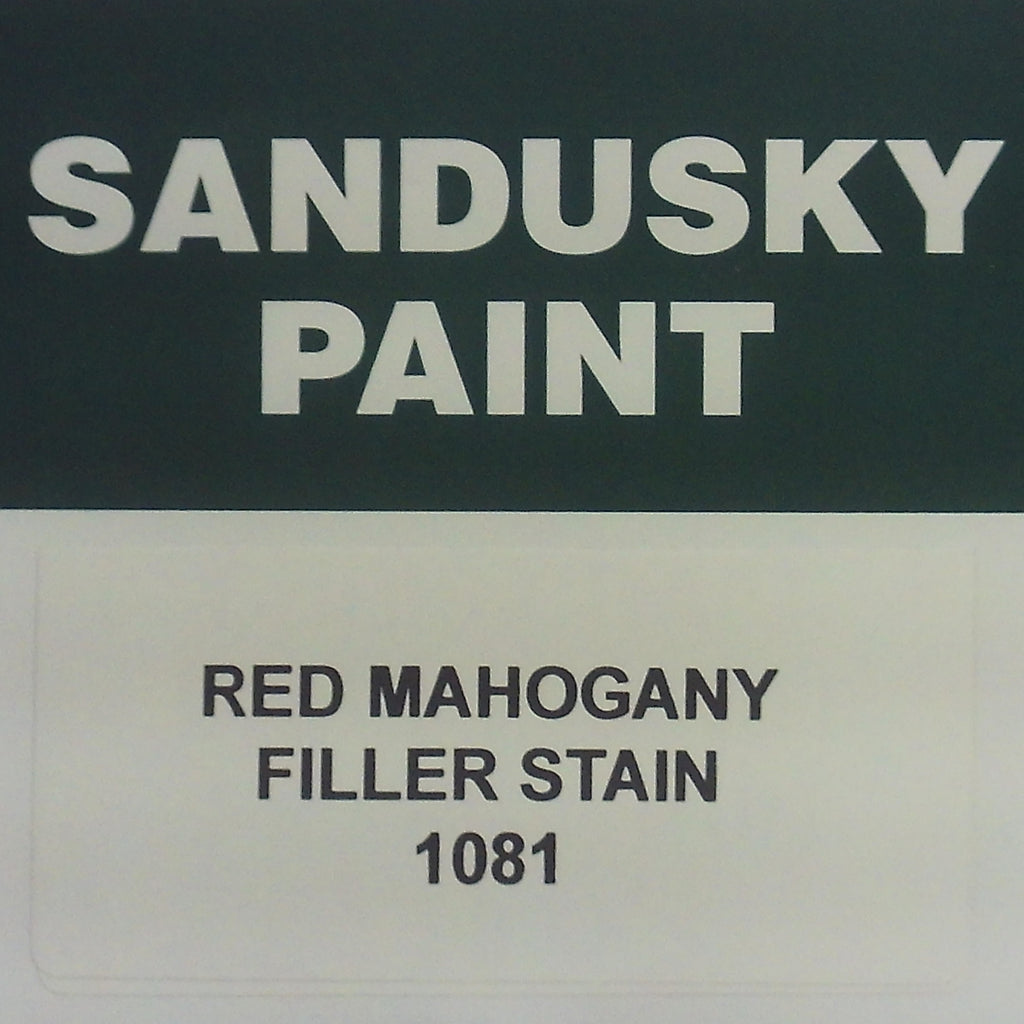 SANDUSKY
PAINT
RED MAHOGANY
FILLER STAIN
1081